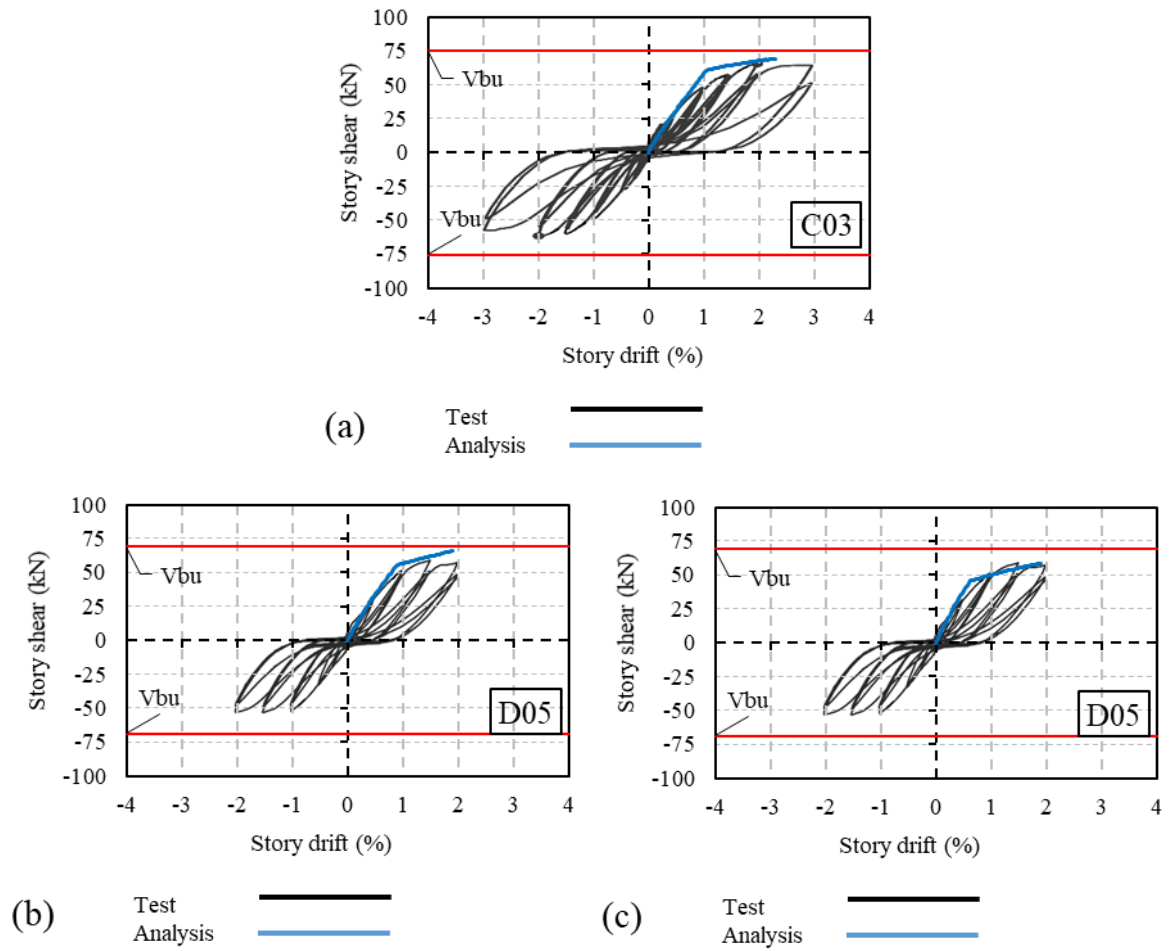 100
75
Vbu
50
25
0
-25
Vbu
-50
C03
-75
-100
-4 -3 -2 -1 0 1 2 3 4
Story shear (kN)
Story drift (%)
(a)
Test
Analysis
100
75
Vbu
50
25
0
-25
Vbu
-50
D05
-75
-100
-4 -3 -2 -1 0 1 2 3 4
Story shear (kN)
Story drift (%)
(b)
Test
Analysis
100
75
Vbu
50
25
0
-25
Vbu
-50
D05
-75
-100
-4 -3 -2 -1 0 1 2 3 4
Story shear (kN)
Story drift (%)
(c)
Test
Analysis